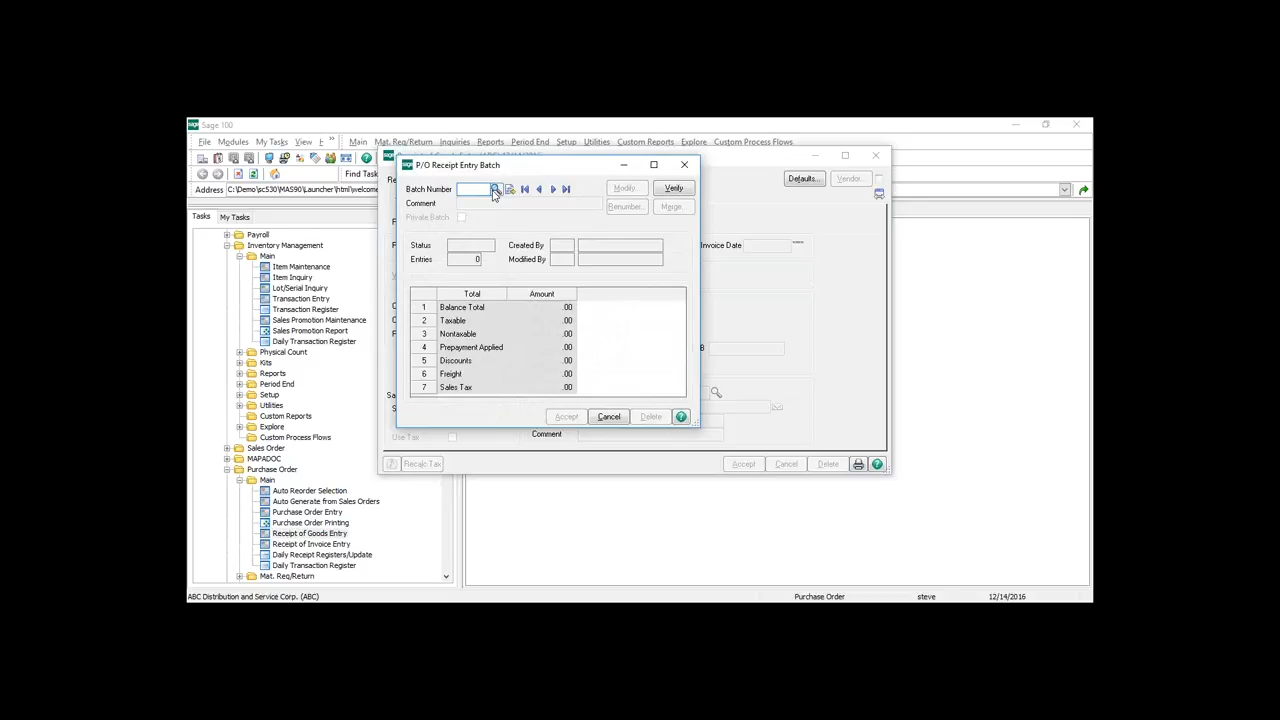 Sage 100
File Modules My Tasks View H » Main Mat. Req/Return Inquiries Reports Period End Setup Utilities Custom Reports Explore Custom Process Flows
Find Task
Address C:\Demo\sc530\MAS90\Launcher\html\welcome
Tasks My Tasks
Payroll
Inventory Management
Main
Item Maintenance
Item Inquiry
Lot/Serial Inquiry
Transaction Entry
Transaction Register
Sales Promotion Maintenance
Sales Promotion Report
Daily Transaction Register
Physical Count
Kits
Reports
Period End
Setup
Utilities
Custom Reports
Explore
Custom Process Flows
Sales Order
MAPADOC
Purchase Order
Main
Auto Reorder Selection
Auto Generate from Sales Orders
Purchase Order Entry
Purchase Order Printing
Receipt of Goods Entry
Receipt of Invoice Entry
Daily Receipt Registers/Update
Daily Transaction Register
Mat. Req/Return
P/O Receipt Entry Batch
Batch Number
Modify... Verify
Comment
Renumber... Merge...
Private Batch
Status Created By
Entries 0 Modified By
Total Amount
1 Balance Total .00
2 Taxable .00
3 Nontaxable .00
4 Prepayment Applied .00
5 Discounts .00
6 Freight .00
7 Sales Tax .00
Accept Cancel Delete
Defaults... Vendor...
Invoice Date
Use Tax Comment
Recalc Tax Accept Cancel Delete
ABC Distribution and Service Corp. (ABC) Purchase Order steve 12/14/2016